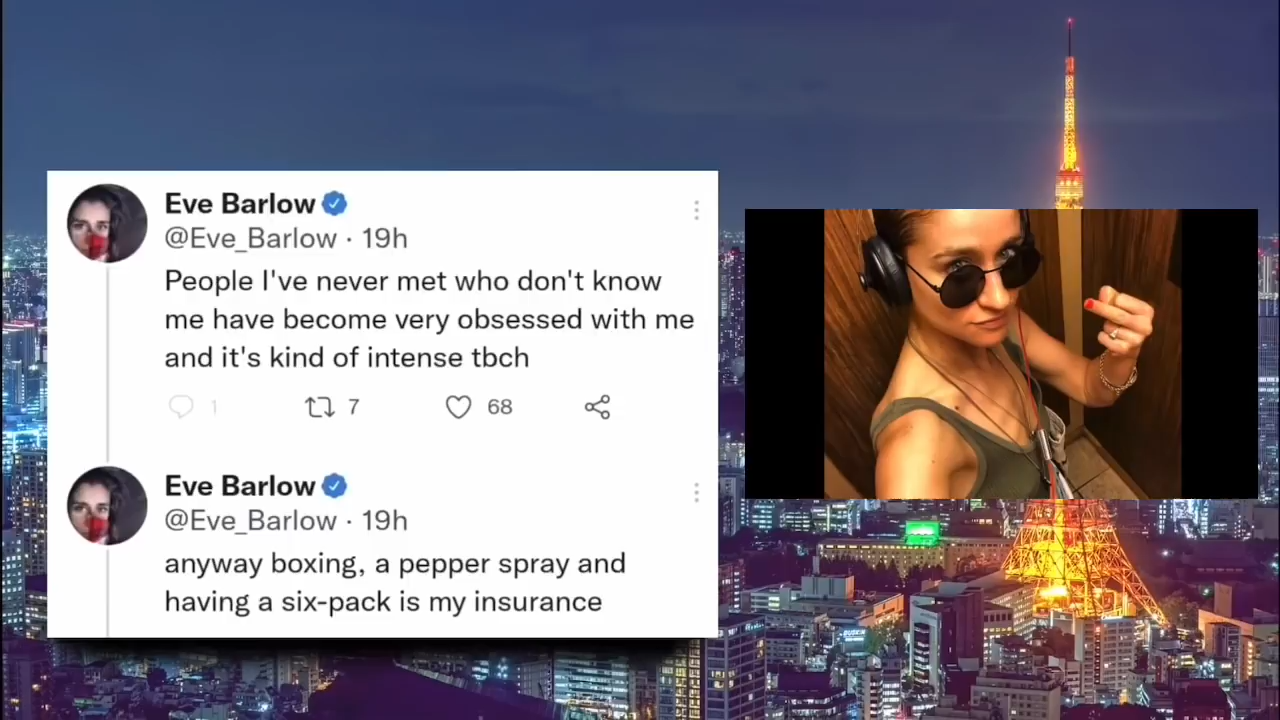 Eve Barlow
@Eve_Barlow · 19h
People I've never met who don't know
me have become very obsessed with me
and it's kind of intense tbch
1 7 68
Eve Barlow
@Eve_Barlow · 19h
anyway boxing, a pepper spray and
having a six-pack is my insurance